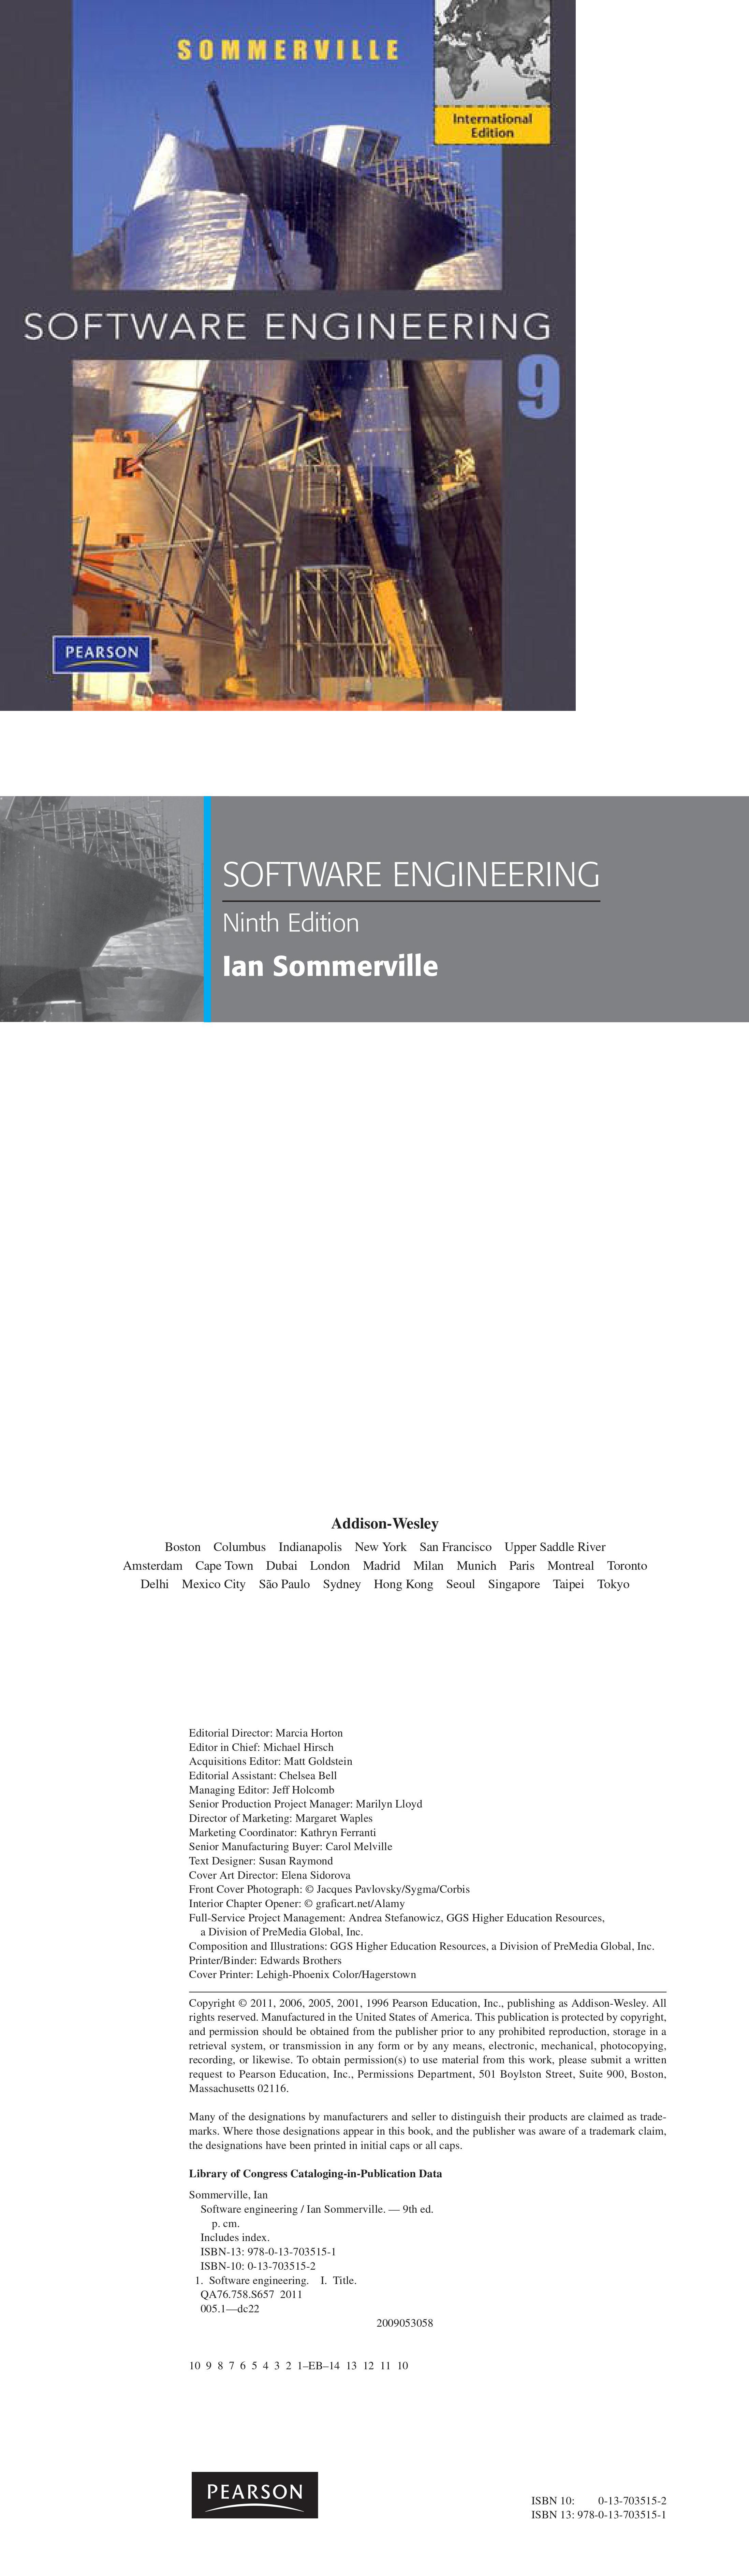 SOMMERVILLE
International
Edition
SOFTWARE ENGINEERING
9
PEARSON
SOFTWARE ENGINEERING
Ninth Edition
Ian Sommerville
Addison-Wesley
Boston Columbus Indianapolis New York San Francisco Upper Saddle River
Amsterdam Cape Town Dubai London Madrid Milan Munich Paris Montreal Toronto
Delhi Mexico City São Paulo Sydney Hong Kong Seoul Singapore Taipei Tokyo
Editorial Director: Marcia Horton
Editor in Chief: Michael Hirsch
Acquisitions Editor: Matt Goldstein
Editorial Assistant: Chelsea Bell
Managing Editor: Jeff Holcomb
Senior Production Project Manager: Marilyn Lloyd
Director of Marketing: Margaret Waples
Marketing Coordinator: Kathryn Ferranti
Senior Manufacturing Buyer: Carol Melville
Text Designer: Susan Raymond
Cover Art Director: Elena Sidorova
Front Cover Photograph: © Jacques Pavlovsky/Sygma/Corbis
Interior Chapter Opener: © graficart.net/Alamy
Full-Service Project Management: Andrea Stefanowicz, GGS Higher Education Resources,
a Division of PreMedia Global, Inc.
Composition and Illustrations: GGS Higher Education Resources, a Division of PreMedia Global, Inc.
Printer/Binder: Edwards Brothers
Cover Printer: Lehigh-Phoenix Color/Hagerstown
Copyright © 2011, 2006, 2005, 2001, 1996 Pearson Education, Inc., publishing as Addison-Wesley. All
rights reserved. Manufactured in the United States of America. This publication is protected by copyright,
and permission should be obtained from the publisher prior to any prohibited reproduction, storage in a
retrieval system, or transmission in any form or by any means, electronic, mechanical, photocopying,
recording, or likewise. To obtain permission(s) to use material from this work, please submit a written
request to Pearson Education, Inc., Permissions Department, 501 Boylston Street, Suite 900, Boston,
Massachusetts 02116.
Many of the designations by manufacturers and seller to distinguish their products are claimed as trade-
marks. Where those designations appear in this book, and the publisher was aware of a trademark claim,
the designations have been printed in initial caps or all caps.
Library of Congress Cataloging-in-Publication Data
Sommerville, Ian
Software engineering / Ian Sommerville. — 9th ed.
p. cm.
Includes index.
ISBN-13: 978-0-13-703515-1
ISBN-10: 0-13-703515-2
1. Software engineering. I. Title.
QA76.758.S657 2011
005.1—dc22
2009053058
10 9 8 7 6 5 4 3 2 1–EB–14 13 12 11 10
PEARSON
ISBN 10: 0-13-703515-2
ISBN 13: 978-0-13-703515-1